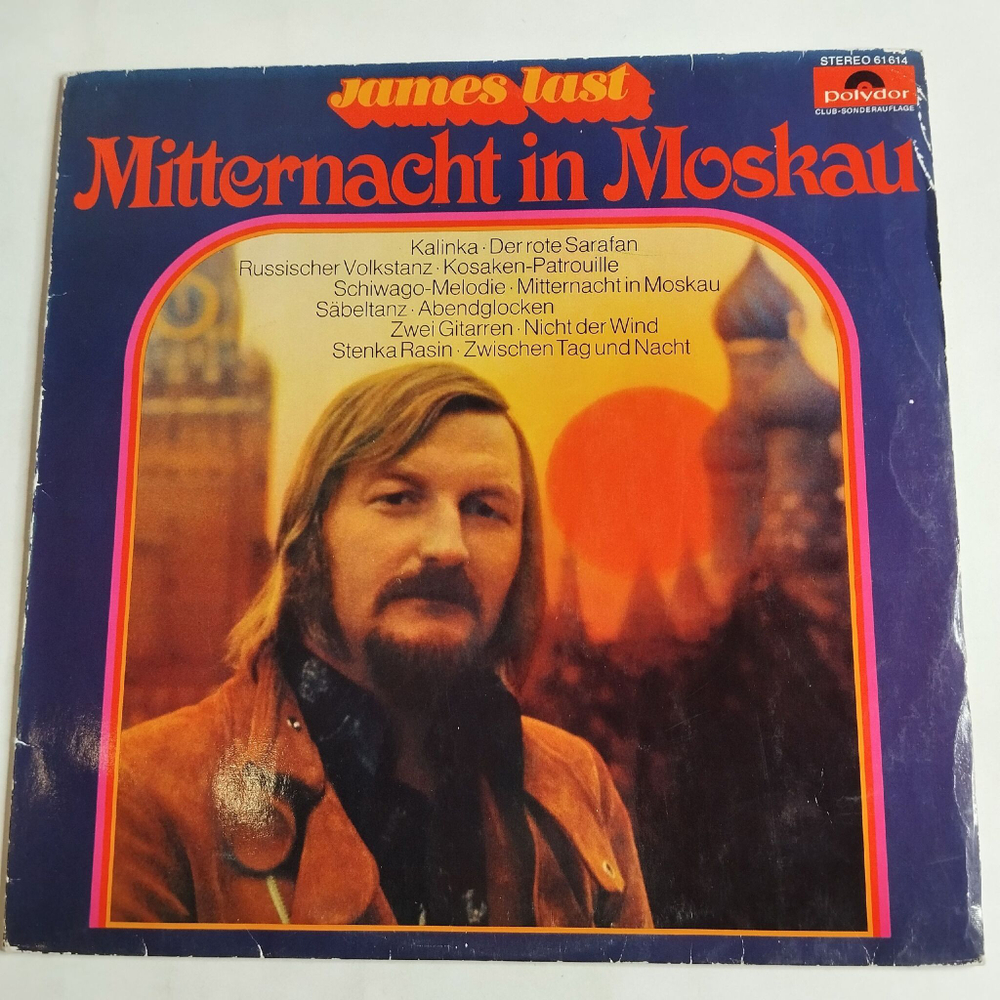 STEREO 61614
james last
polydor
CLUB-SONDERAUFLAGE
Mitternacht in Moskau
Kalinka · Der rote Sarafan
Russischer Volkstanz · Kosaken-Patrouille
Schiwago-Melodie · Mitternacht in Moskau
Säbeltanz · Abendglocken
Zwei Gitarren · Nicht der Wind
Stenka Rasin · Zwischen Tag und Nacht